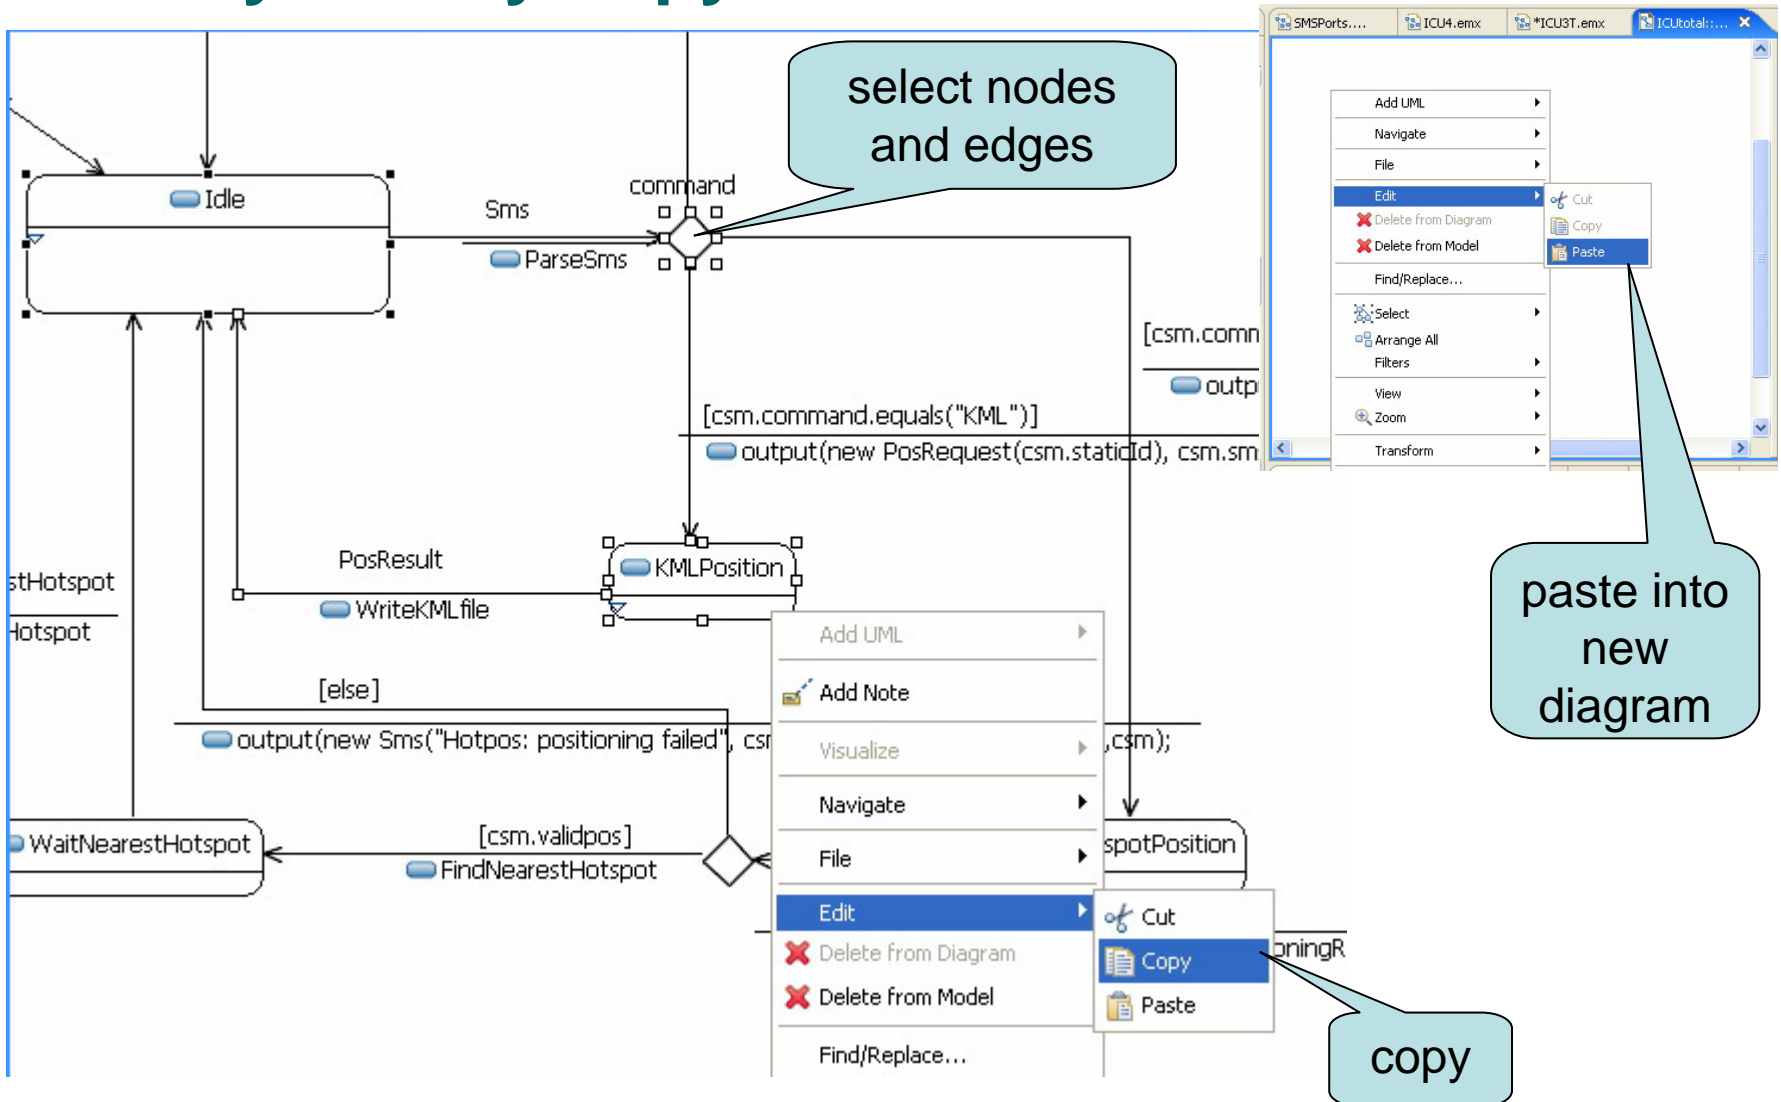 SMSPorts....
ICU4.emx
*ICU3T.emx
ICUtotal::...
select nodes
and edges
Add UML
Navigate
File
Edit
Cut
Delete from Diagram
Copy
Delete from Model
Paste
Find/Replace...
Select
Arrange All
Filters
View
Zoom
Transform
Idle
Sms
command
ParseSms
[csm.comm
outp
[csm.command.equals("KML")]
output(new PosRequest(csm.staticId), csm.sm
paste into
new
diagram
PosResult
KMLPosition
WriteKMLfile
stHotspot
Hotspot
[else]
output(new Sms("Hotpos: positioning failed", csm
,csm);
WaitNearestHotspot
[csm.validpos]
FindNearestHotspot
spotPosition
Add UML
Add Note
Visualize
Navigate
File
Edit
Cut
Delete from Diagram
Copy
oningR
Delete from Model
Paste
Find/Replace...
copy